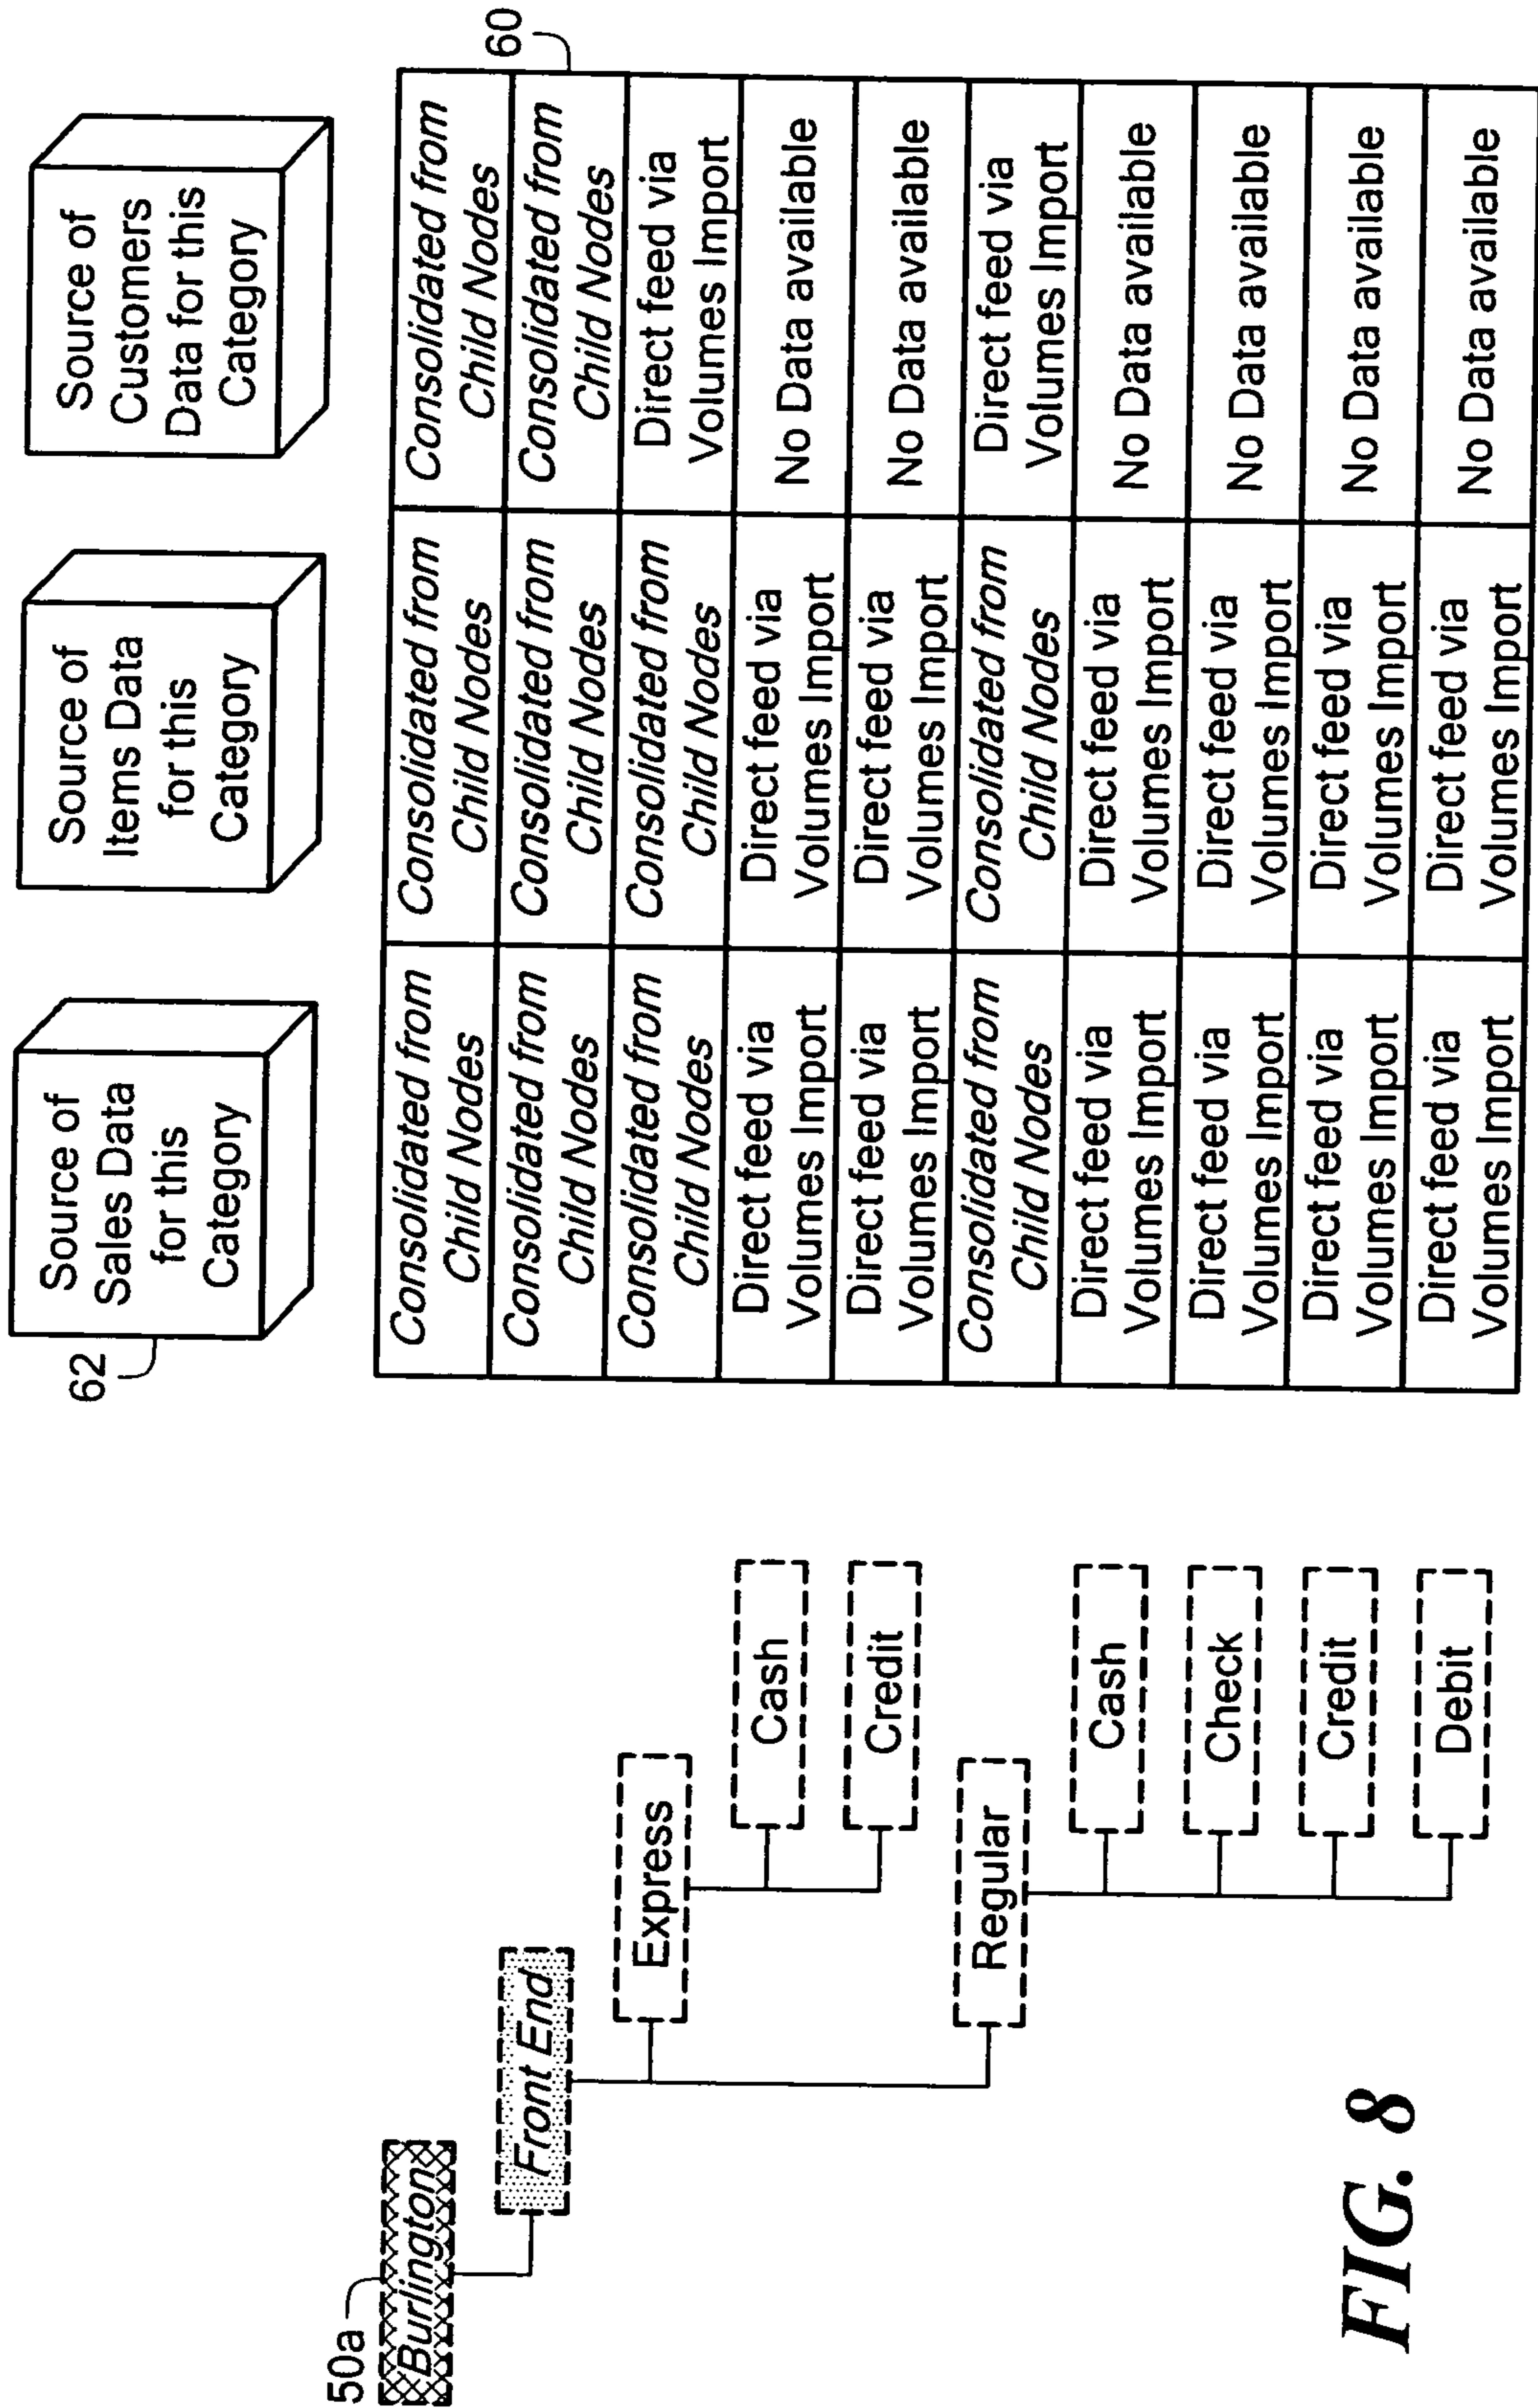 62
Source of
Sales Data
for this
Category
Source of
Items Data
for this
Category
Source of
Customers
Data for this
Category
60
50a
Burlington
Consolidated from
Child Nodes
Consolidated from
Child Nodes
Consolidated from
Child Nodes
Front End
Consolidated from
Child Nodes
Consolidated from
Child Nodes
Consolidated from
Child Nodes
Express
Consolidated from
Child Nodes
Consolidated from
Child Nodes
Direct feed via
Volumes Import
Cash
Direct feed via
Volumes Import
Direct feed via
Volumes Import
No Data available
Credit
Direct feed via
Volumes Import
Direct feed via
Volumes Import
No Data available
Regular
Consolidated from
Child Nodes
Consolidated from
Child Nodes
Direct feed via
Volumes Import
Cash
Direct feed via
Volumes Import
Direct feed via
Volumes Import
No Data available
Check
Direct feed via
Volumes Import
Direct feed via
Volumes Import
No Data available
Credit
Direct feed via
Volumes Import
Direct feed via
Volumes Import
No Data available
Debit
Direct feed via
Volumes Import
Direct feed via
Volumes Import
No Data available
FIG. 8